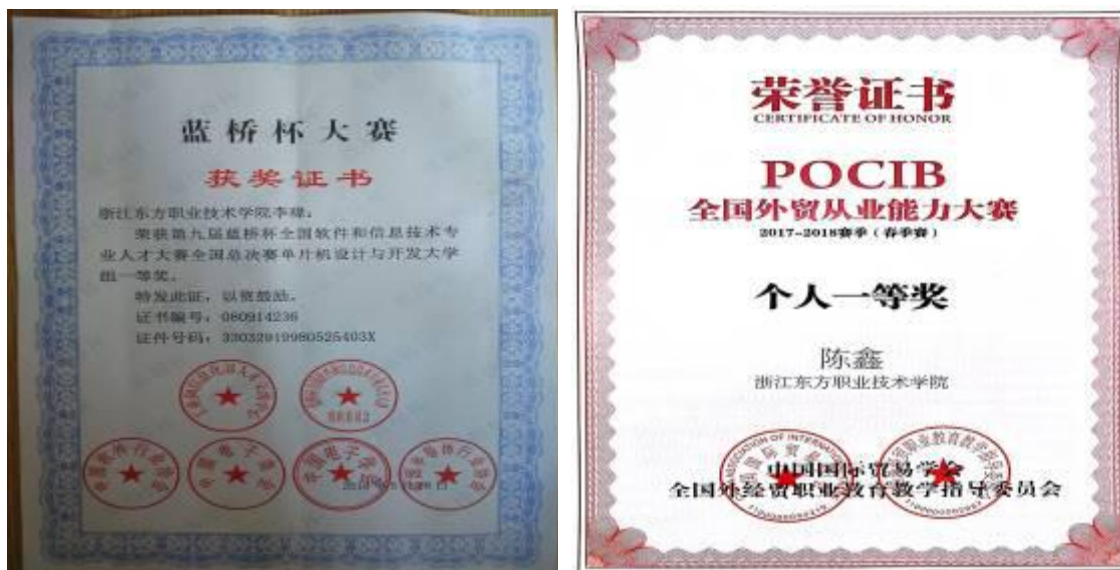 蓝桥杯大赛
获奖证书
浙江东方职业技术学院李禄:
荣获第九届蓝桥杯全国软件和信息技术专
业人才大赛全国总决赛单片机设计与开发大学
组一等奖。
特发此证,以资鼓励。
证书编号:080914236
证件号码:33032919980525403X
荣誉证书
CERTIFICATE OF HONOR
POCIB
全国外贸从业能力大赛
2017-2018赛季(春季赛)
个人一等奖
陈鑫
浙江东方职业技术学院
中国国际贸易学会
全国外经贸职业教育教学指导委员会